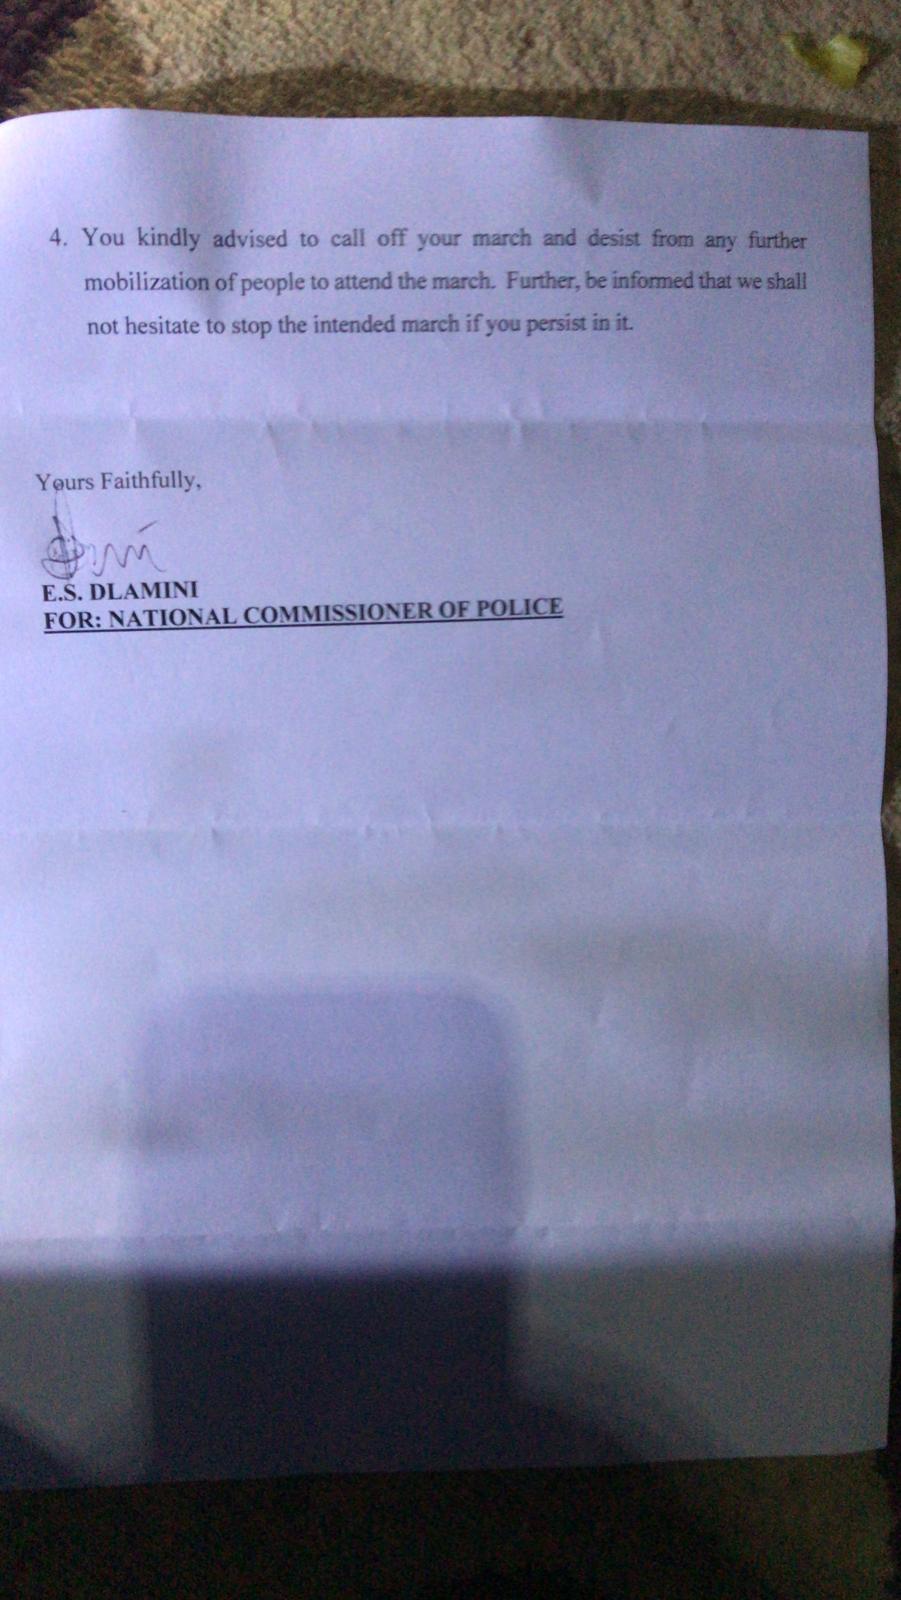 4. You kindly advised to call off your march and desist from any further
mobilization of people to attend the march. Further, be informed that we shall
not hesitate to stop the intended march if you persist in it.
Yours Faithfully,
E.S. DLAMINI
FOR: NATIONAL COMMISSIONER OF POLICE